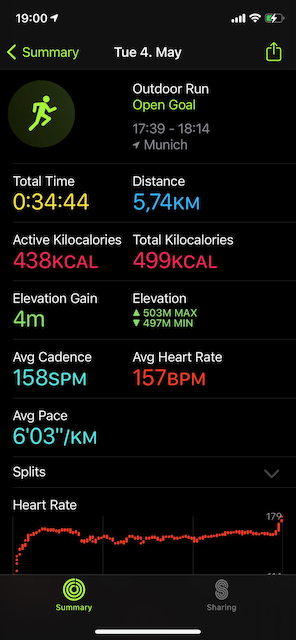 19:00
Summary
Tue 4. May
Outdoor Run
Open Goal
17:39 - 18:14
Munich
Total Time
Distance
0:34:44
5,74KM
Active Kilocalories
Total Kilocalories
438KCAL
499KCAL
Elevation Gain
Elevation
4m
▲ 503M MAX
▼ 497M MIN
Avg Cadence
Avg Heart Rate
158SPM
157BPM
Avg Pace
6'03"/KM
Splits
Heart Rate
179
Summary
Sharing